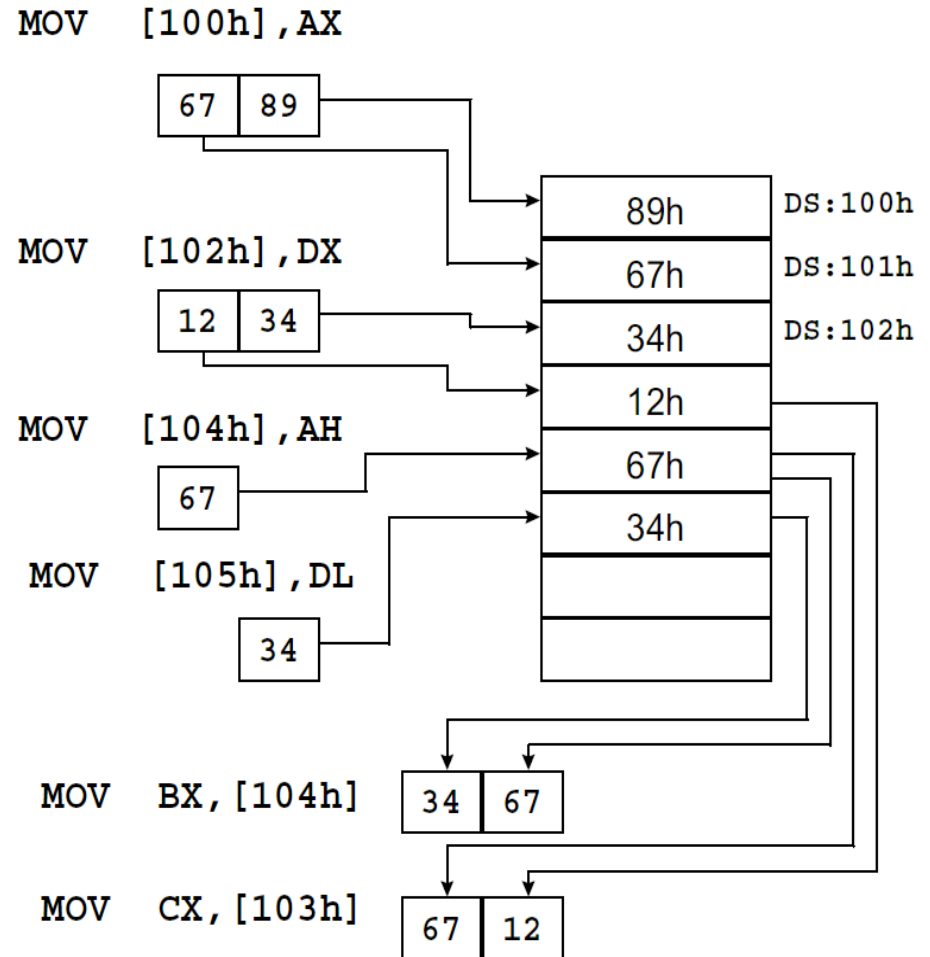 MOV [100h],AX
67 89
89h DS:100h
MOV [102h],DX
67h DS:101h
12 34
34h DS:102h
12h
MOV [104h],AH
67h
67
34h
MOV [105h],DL
34
MOV BX,[104h] 34 67
MOV CX,[103h] 67 12